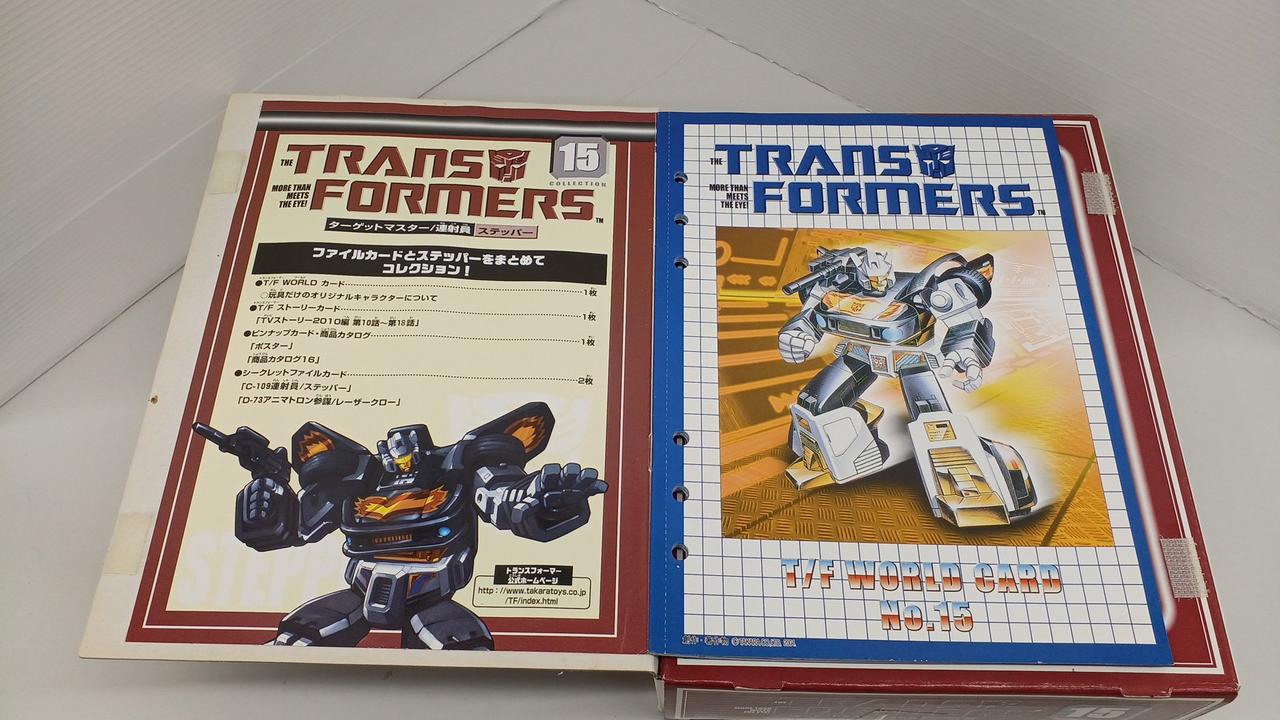 THE TRANS
FORMERS
MORE THAN
MEETS
THE EYE!
TM
15
COLLECTION
ターゲットマスター/連射員 ステッパー
ファイルカードとステッパーをまとめて
コレクション！
●T/F WORLD カード 1枚
○玩具だけのオリジナルキャラクターについて
●T/F ストーリーカード 1枚
「TVストーリー2010編 第10話〜第18話」
●ピンナップカード・商品カタログ 1枚
「ポスター」
「商品カタログ16」
●シークレットファイルカード 2枚
「C-109連射員/ステッパー」
「D-73アニマトロン参謀/レーザークロー」
トランスフォーマー
公式ホームページ
http://www.takaratoys.co.jp
/TF/index.html
THE TRANS
FORMERS
MORE THAN
MEETS
THE EYE!
TM
T/F WORLD CARD
No.15
15